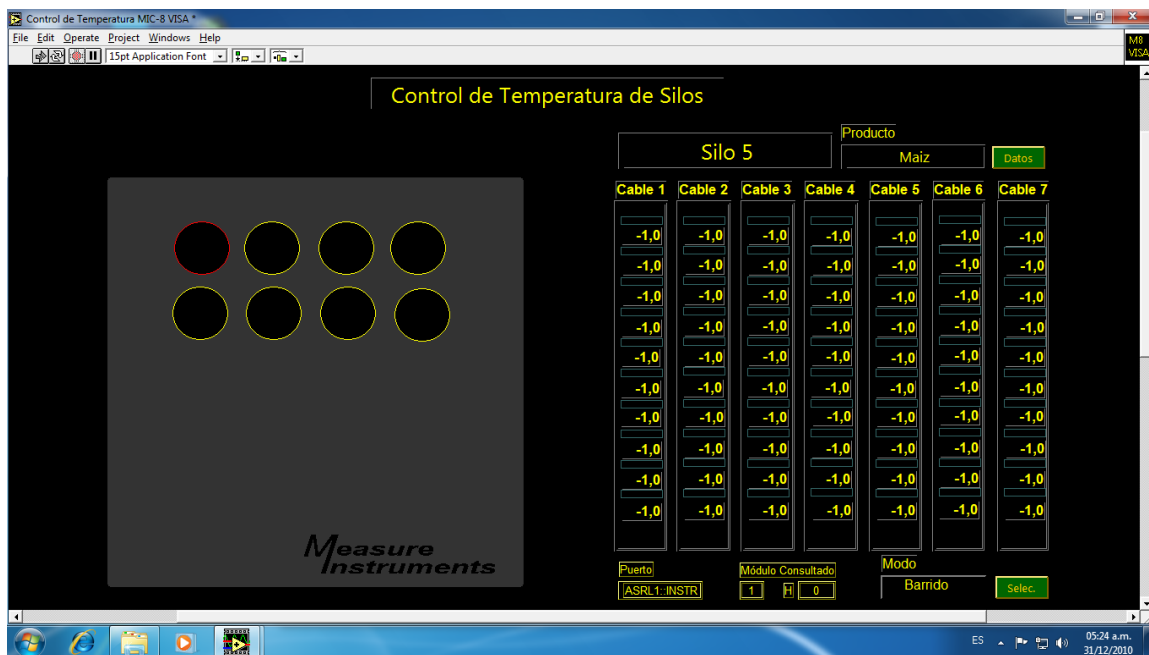 Control de Temperatura MIC-8 VISA *
File Edit Operate Project Windows Help
15pt Application Font
M8
VISA
Control de Temperatura de Silos
Producto
Silo 5 Maiz Datos
Cable 1 Cable 2 Cable 3 Cable 4 Cable 5 Cable 6 Cable 7
-1,0 -1,0 -1,0 -1,0 -1,0 -1,0 -1,0
-1,0 -1,0 -1,0 -1,0 -1,0 -1,0 -1,0
-1,0 -1,0 -1,0 -1,0 -1,0 -1,0 -1,0
-1,0 -1,0 -1,0 -1,0 -1,0 -1,0 -1,0
-1,0 -1,0 -1,0 -1,0 -1,0 -1,0 -1,0
-1,0 -1,0 -1,0 -1,0 -1,0 -1,0 -1,0
-1,0 -1,0 -1,0 -1,0 -1,0 -1,0 -1,0
-1,0 -1,0 -1,0 -1,0 -1,0 -1,0 -1,0
-1,0 -1,0 -1,0 -1,0 -1,0 -1,0 -1,0
-1,0 -1,0 -1,0 -1,0 -1,0 -1,0 -1,0
Measure
Instruments
Puerto Módulo Consultado Modo
ASRL1::INSTR 1 H 0 Barrido Selec.
ES 05:24 a.m.
31/12/2010